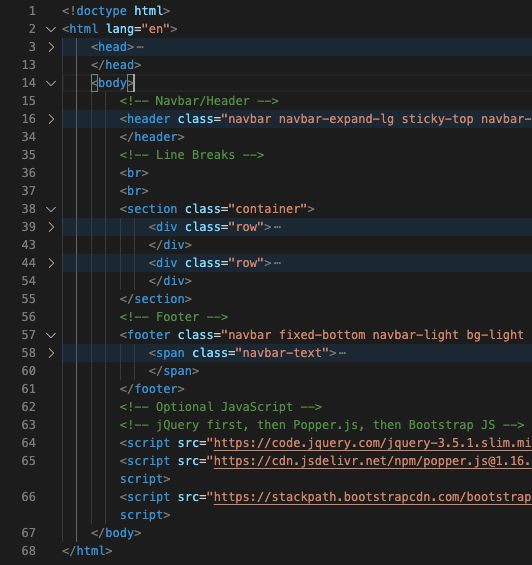 1 <!doctype html>
2 <html lang="en">
3 <head>⋯
13 </head>
14 <body>
15 <!-- Navbar/Header -->
16 <header class="navbar navbar-expand-lg sticky-top navbar-
34 </header>
35 <!-- Line Breaks -->
36 <br>
37 <br>
38 <section class="container">
39 <div class="row">⋯
43 </div>
44 <div class="row">⋯
54 </div>
55 </section>
56 <!-- Footer -->
57 <footer class="navbar fixed-bottom navbar-light bg-light
58 <span class="navbar-text">⋯
60 </span>
61 </footer>
62 <!-- Optional JavaScript -->
63 <!-- jQuery first, then Popper.js, then Bootstrap JS -->
64 <script src="https://code.jquery.com/jquery-3.5.1.slim.mi
65 <script src="https://cdn.jsdelivr.net/npm/popper.js@1.16.
script>
66 <script src="https://stackpath.bootstrapcdn.com/bootstrap
script>
67 </body>
68 </html>